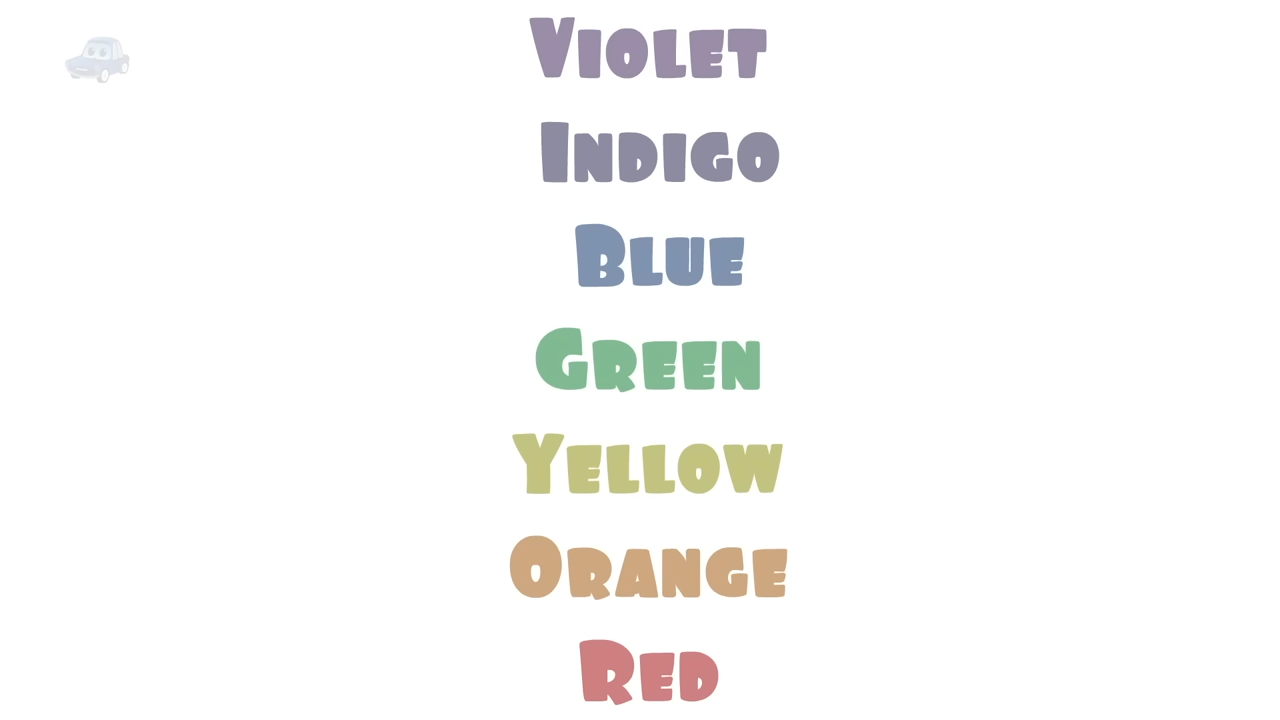 Violet
Indigo
Blue
Green
Yellow
Orange
Red